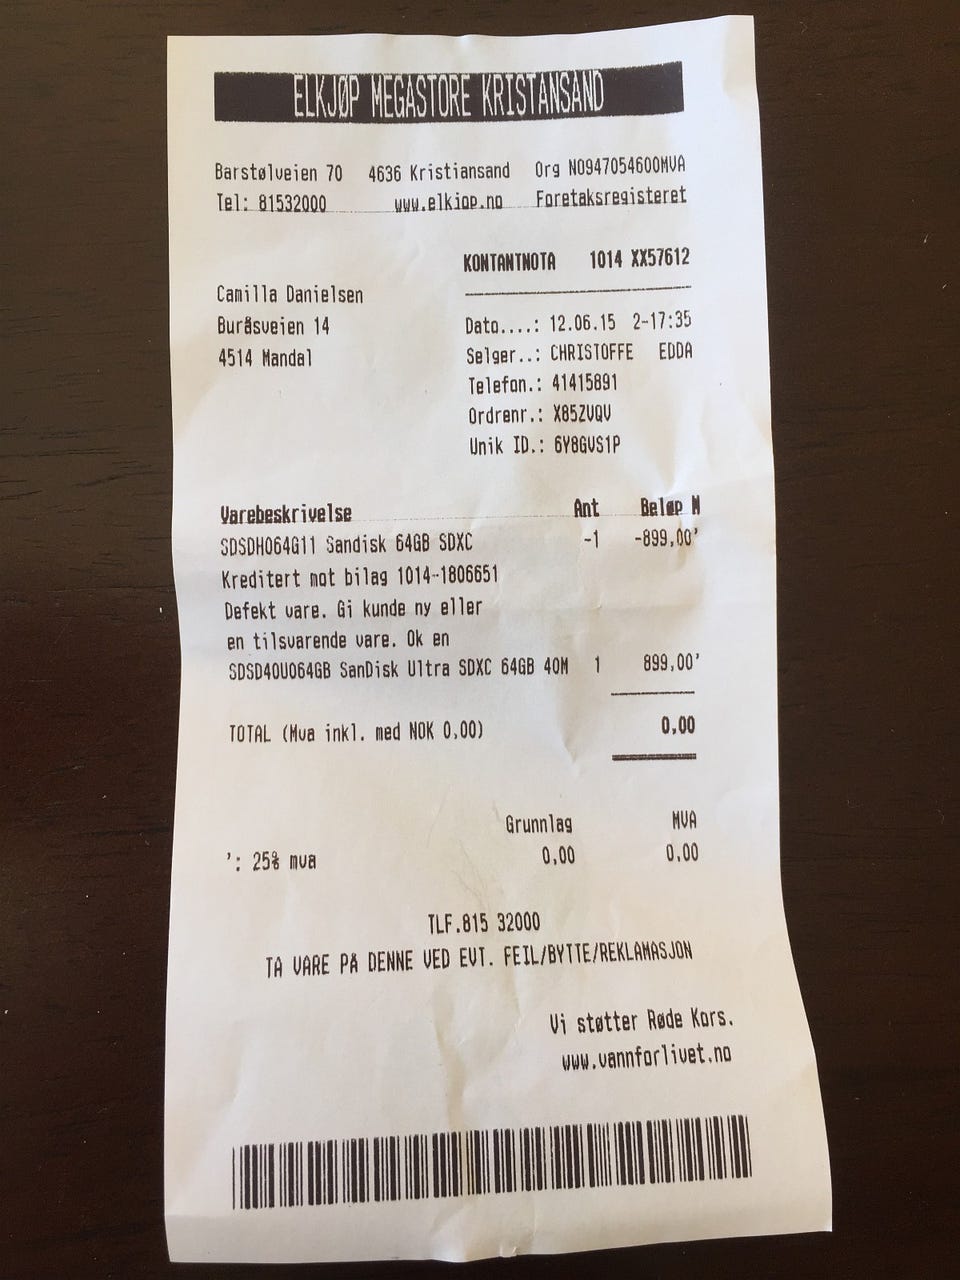 ELKJØP MEGASTORE KRISTANSAND
Barstølveien 70 4636 Kristiansand Org NO947054600MVA
Tel: 81532000 www.elkjop.no Foretaksregisteret
KONTANTNOTA 1014 XX57612
Camilla Danielsen
Buråsveien 14
4514 Mandal
Dato....: 12.06.15 2-17:35
Selger..: CHRISTOFFE EDDA
Telefon.: 41415891
Ordrenr.: X85ZVQV
Unik ID.: 6Y8GVS1P
Varebeskrivelse Ant Beløp M
SDSDH064G11 Sandisk 64GB SDXC -1 -899,00'
Kreditert mot bilag 1014-1806651
Defekt vare. Gi kunde ny eller
en tilsvarende vare. Ok en
SDSD40U064GB SanDisk Ultra SDXC 64GB 40M 1 899,00'
TOTAL (Mva inkl. med NOK 0,00) 0,00
Grunnlag MVA
': 25% mva 0,00 0,00
TLF.815 32000
TA VARE PÅ DENNE VED EVT. FEIL/BYTTE/REKLAMASJON
Vi støtter Røde Kors.
www.vannforlivet.no